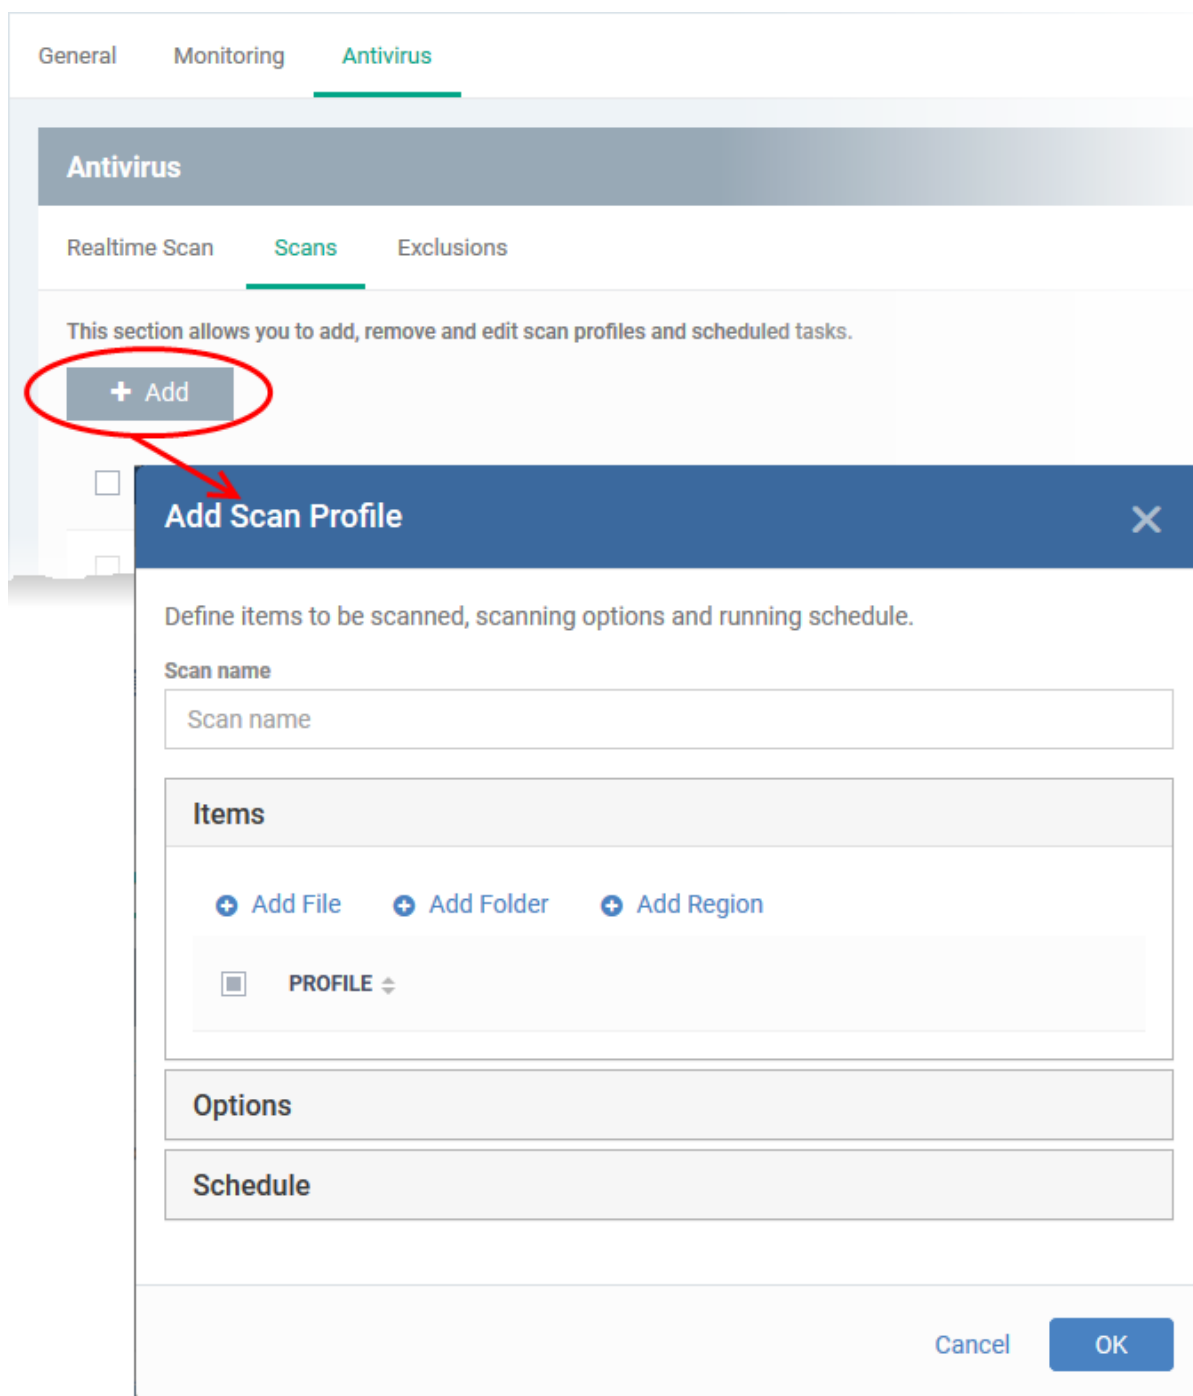 General Monitoring Antivirus
Antivirus
Realtime Scan Scans Exclusions
This section allows you to add, remove and edit scan profiles and scheduled tasks.
Add
Add Scan Profile
Define items to be scanned, scanning options and running schedule.
Scan name
Scan name
Items
Add File Add Folder Add Region
PROFILE
Options
Schedule
Cancel OK